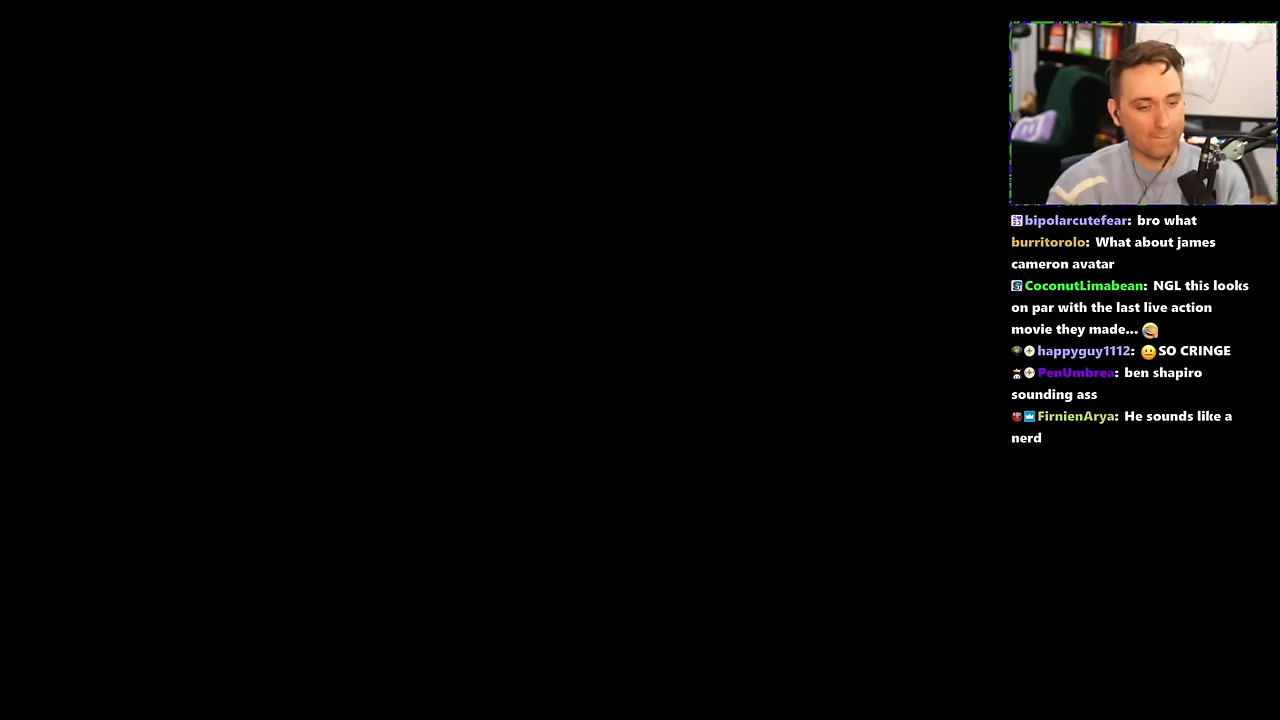 bipolarcutefear: bro what
burritorolo: What about james
cameron avatar
CoconutLimabean: NGL this looks
on par with the last live action
movie they made...
happyguy1112: SO CRINGE
PenUmbrea: ben shapiro
sounding ass
FirnienArya: He sounds like a
nerd